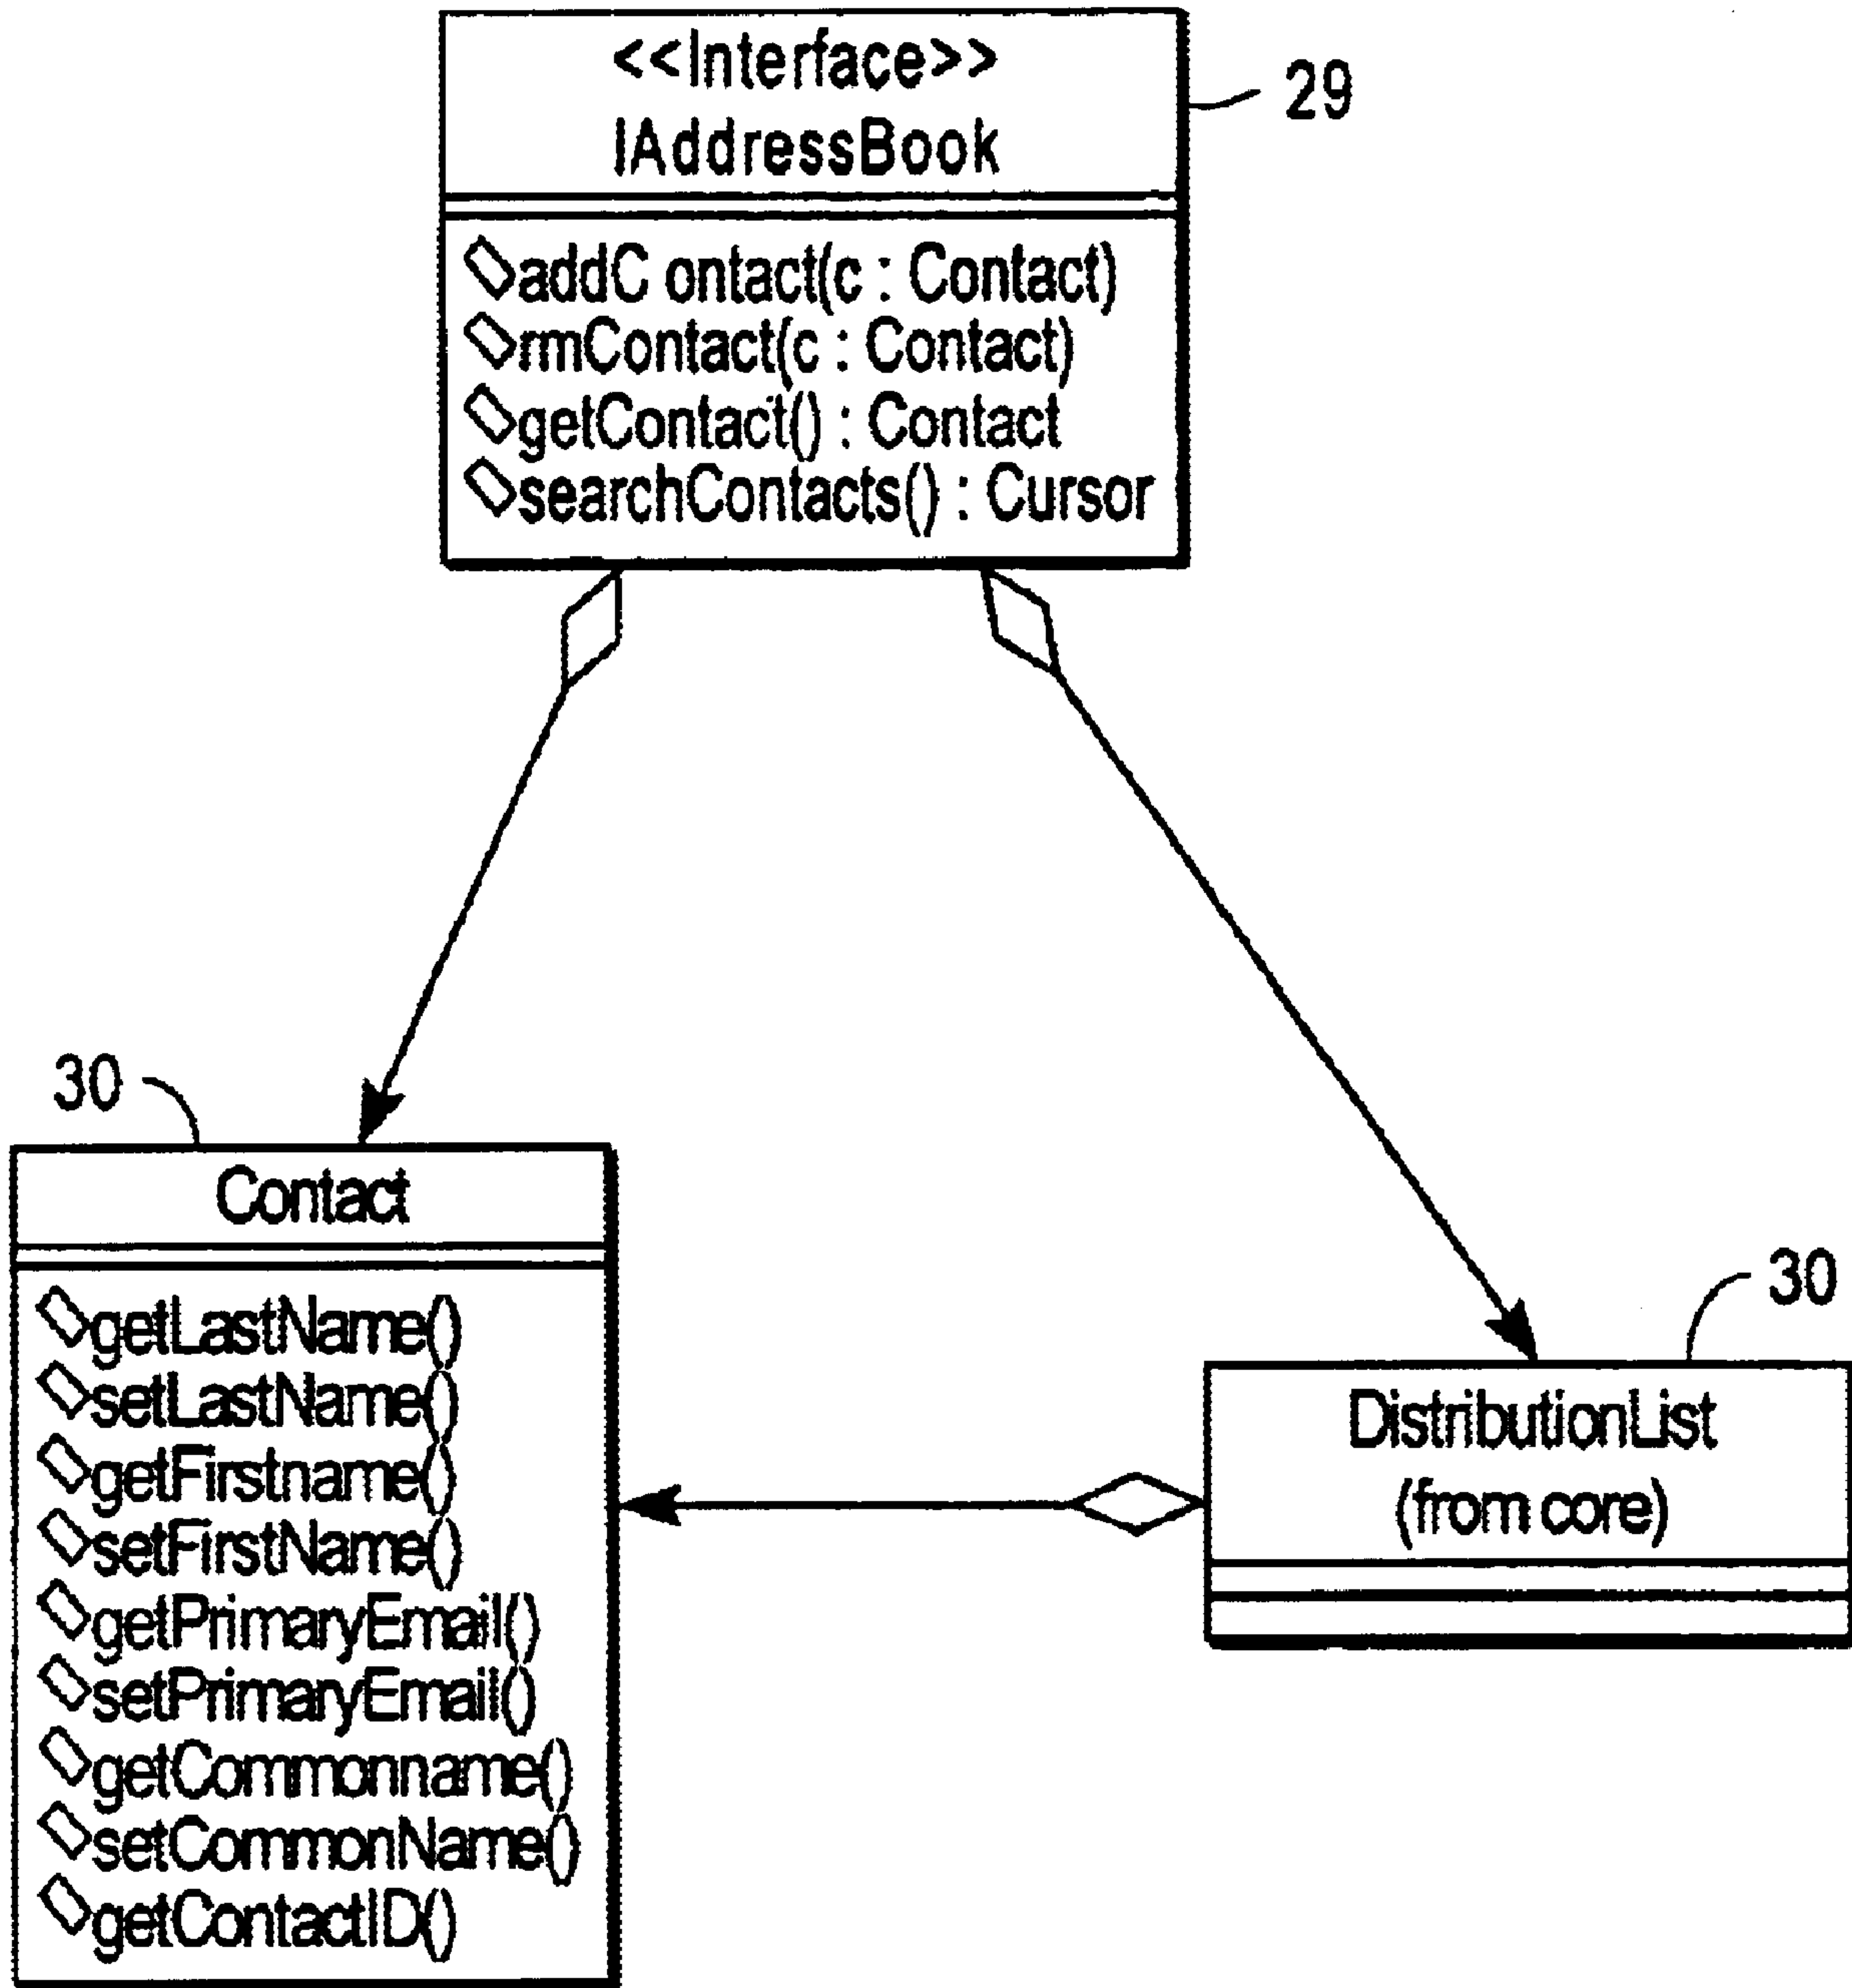 <<Interface>>
IAddressBook
29
addC ontact(c : Contact)
rmContact(c : Contact)
getContact() : Contact
searchContacts() : Cursor
30
Contact
getLastName()
setLastName()
getFirstname()
setFirstName()
getPrimaryEmail()
setPrimaryEmail()
getCommonname()
setCommonName()
getContactID()
30
DistributionList
(from core)